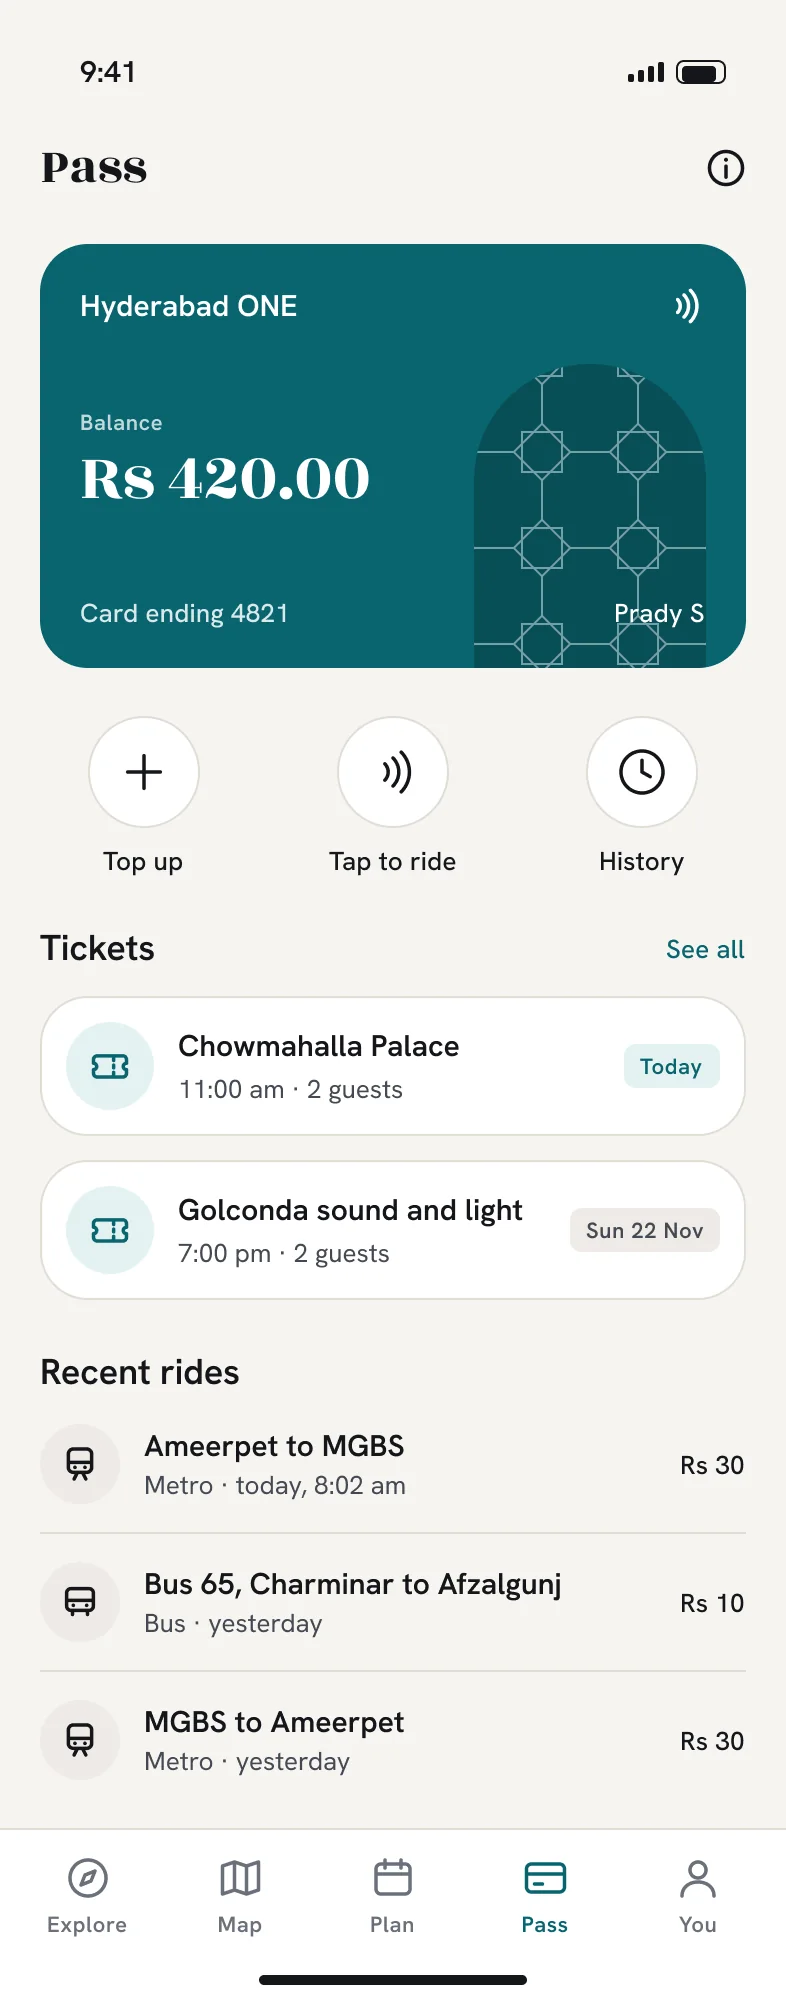 9:41
Pass
Hyderabad ONE
Balance
Rs 420.00
Card ending 4821
Prady S
Top up
Tap to ride
History
Tickets
See all
Chowmahalla Palace
11:00 am · 2 guests
Today
Golconda sound and light
7:00 pm · 2 guests
Sun 22 Nov
Recent rides
Ameerpet to MGBS
Metro · today, 8:02 am
Rs 30
Bus 65, Charminar to Afzalgunj
Bus · yesterday
Rs 10
MGBS to Ameerpet
Metro · yesterday
Rs 30
Explore
Map
Plan
Pass
You